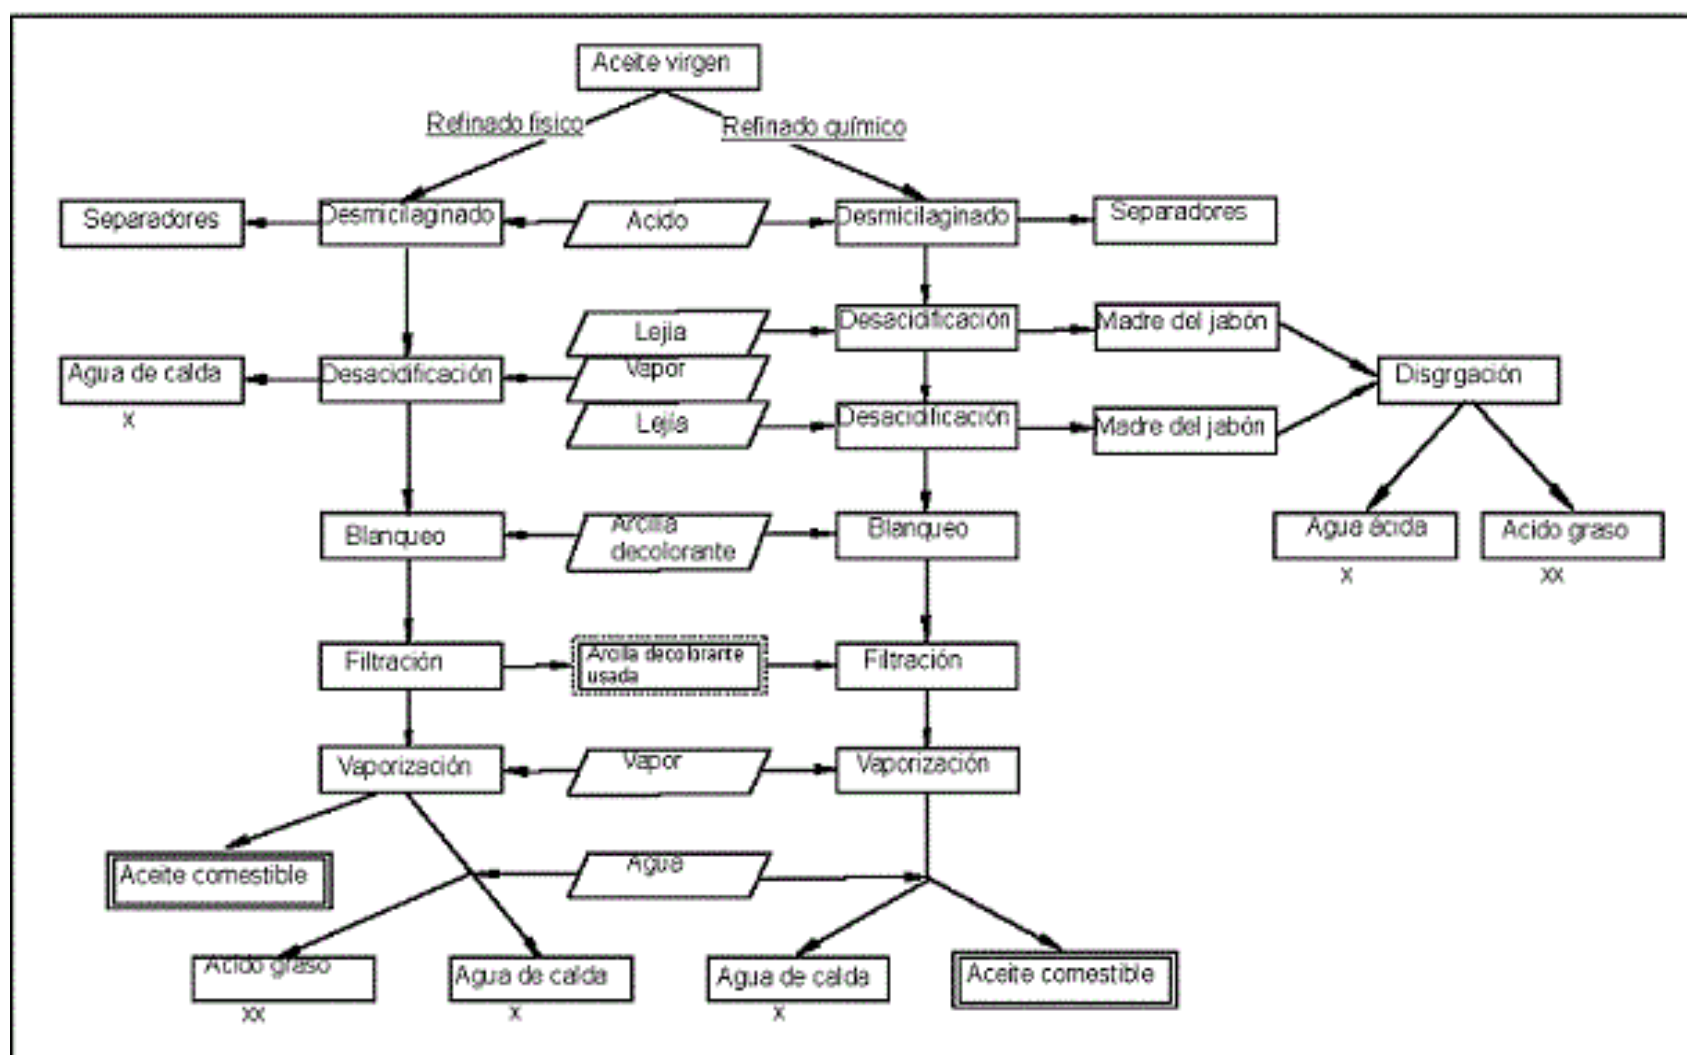 Aceite virgen
Refinado físico
Refinado químico
Separadores
Desmicilaginado
Acido
Desmicilaginado
Separadores
Lejía
Desacidificación
Madre del jabón
Agua de calda
x
Desacidificación
Vapor
Disgrgación
Lejía
Desacidificación
Madre del jabón
Blanqueo
Arcilla
decolorante
Blanqueo
Agua ácida
x
Acido graso
xx
Filtración
Arcilla decolorante
usada
Filtración
Vaporización
Vapor
Vaporización
Aceite comestible
Agua
Acido graso
xx
Agua de calda
x
Agua de calda
x
Aceite comestible